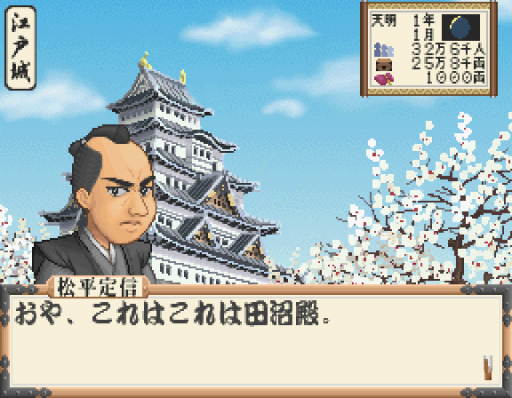 江戸城
天明 1年
1月
32万6千人
25万8千両
1000両
松平定信
おや、これはこれは田沼殿。